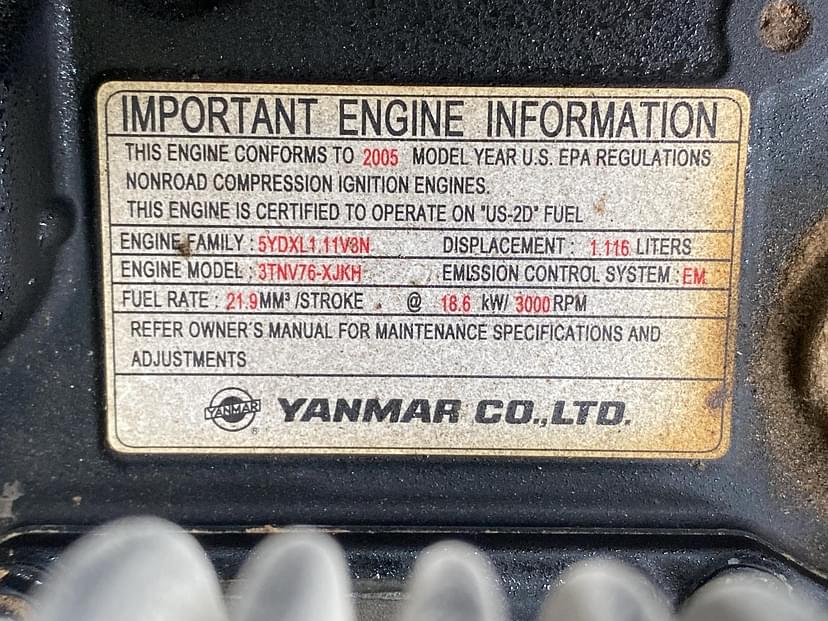 IMPORTANT ENGINE INFORMATION
THIS ENGINE CONFORMS TO 2005 MODEL YEAR U.S. EPA REGULATIONS
NONROAD COMPRESSION IGNITION ENGINES.
THIS ENGINE IS CERTIFIED TO OPERATE ON "US-2D" FUEL
ENGINE FAMILY : 5YDXL1.11V3N DISPLACEMENT : 1.116 LITERS
ENGINE MODEL : 3TNV76-XJKH EMISSION CONTROL SYSTEM : EM
FUEL RATE : 21.9 MM³ /STROKE @ 18.6 kW/ 3000 RPM
REFER OWNER'S MANUAL FOR MAINTENANCE SPECIFICATIONS AND
ADJUSTMENTS
YANMAR ® YANMAR CO.,LTD.